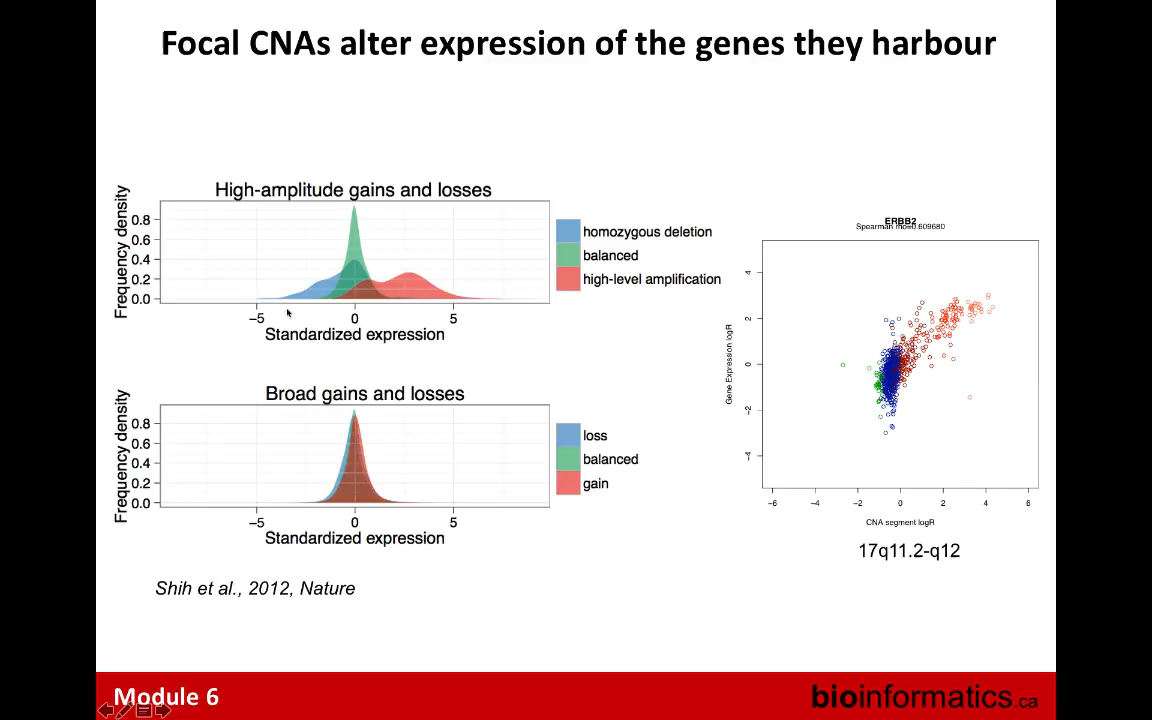 Focal CNAs alter expression of the genes they harbour
High-amplitude gains and losses
Frequency density
0.8
0.6
0.4
0.2
0.0
−5 0 5
Standardized expression
homozygous deletion
balanced
high-level amplification
Broad gains and losses
Frequency density
0.8
0.6
0.4
0.2
0.0
−5 0 5
Standardized expression
loss
balanced
gain
Shih et al., 2012, Nature
ERBB2
Spearman rho=0.609680
Gene Expression logR
4
2
0
−2
−4
−6 −4 −2 0 2 4 6
CNA segment logR
17q11.2-q12
Module 6
bioinformatics.ca